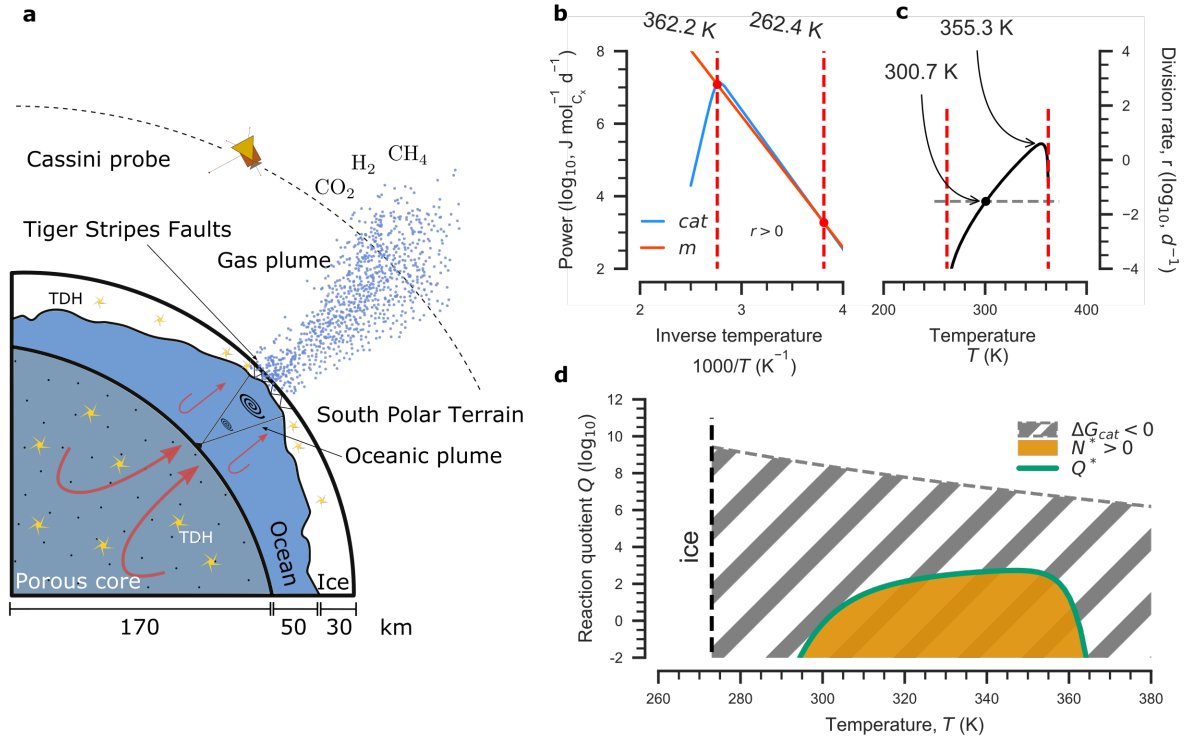 a
Cassini probe
CO2
H2
CH4
Tiger Stripes Faults
Gas plume
TDH
South Polar Terrain
Oceanic plume
TDH
Ocean
Porous core
Ice
170
50
30
km
b
362.2 K
262.4 K
Power (log10, J mol−1Cx d−1)
8
6
4
2
cat
m
r > 0
2
3
4
Inverse temperature
1000/T (K−1)
c
355.3 K
300.7 K
4
2
0
−2
−4
Division rate, r (log10, d−1)
200
300
400
Temperature
T (K)
d
Reaction quotient Q (log10)
12
10
8
6
4
2
0
-2
ice
ΔGcat < 0
N* > 0
Q*
260
280
300
320
340
360
380
Temperature, T (K)